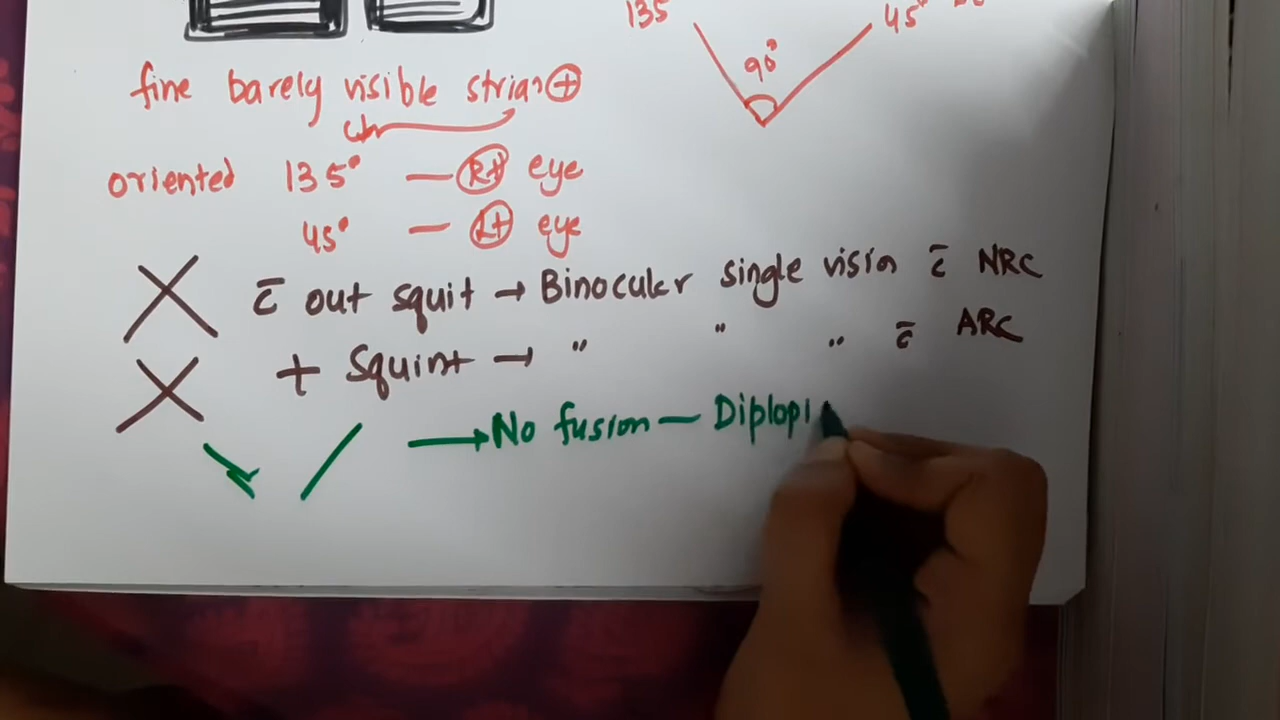 135 45°
90°
fine barely visible striae ⊕
oriented 135° — Rt eye
45° — Lt eye
c̄ out squit → Binocular single vision c̄ NRC
+ Squint → " " " c̄ ARC
→ No fusion — Diplopi